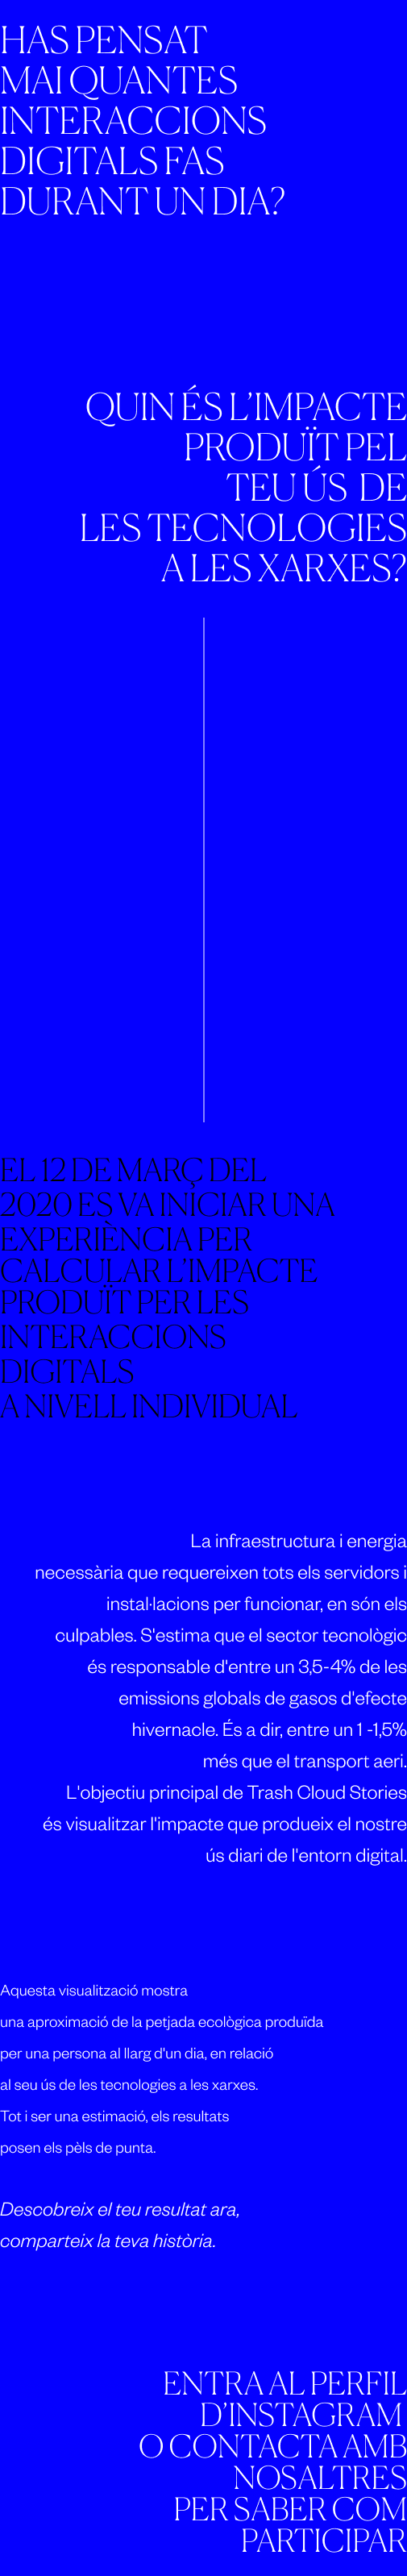 HAS PENSAT
MAI QUANTES
INTERACCIONS
DIGITALS FAS
DURANT UN DIA?
QUIN ÉS L’IMPACTE
PRODUÏT PEL
TEU ÚS DE
LES TECNOLOGIES
A LES XARXES?
EL 12 DE MARÇ DEL
2020 ES VA INICIAR UNA
EXPERIÈNCIA PER
CALCULAR L’IMPACTE
PRODUÏT PER LES
INTERACCIONS
DIGITALS
A NIVELL INDIVIDUAL
La infraestructura i energia
necessària que requereixen tots els servidors i
instal·lacions per funcionar, en són els
culpables. S'estima que el sector tecnològic
és responsable d'entre un 3,5-4% de les
emissions globals de gasos d'efecte
hivernacle. És a dir, entre un 1 -1,5%
més que el transport aeri.
L'objectiu principal de Trash Cloud Stories
és visualitzar l'impacte que produeix el nostre
ús diari de l'entorn digital.
Aquesta visualització mostra
una aproximació de la petjada ecològica produïda
per una persona al llarg d'un dia, en relació
al seu ús de les tecnologies a les xarxes.
Tot i ser una estimació, els resultats
posen els pèls de punta.
Descobreix el teu resultat ara,
comparteix la teva història.
ENTRA AL PERFIL
D’INSTAGRAM
O CONTACTA AMB
NOSALTRES
PER SABER COM
PARTICIPAR